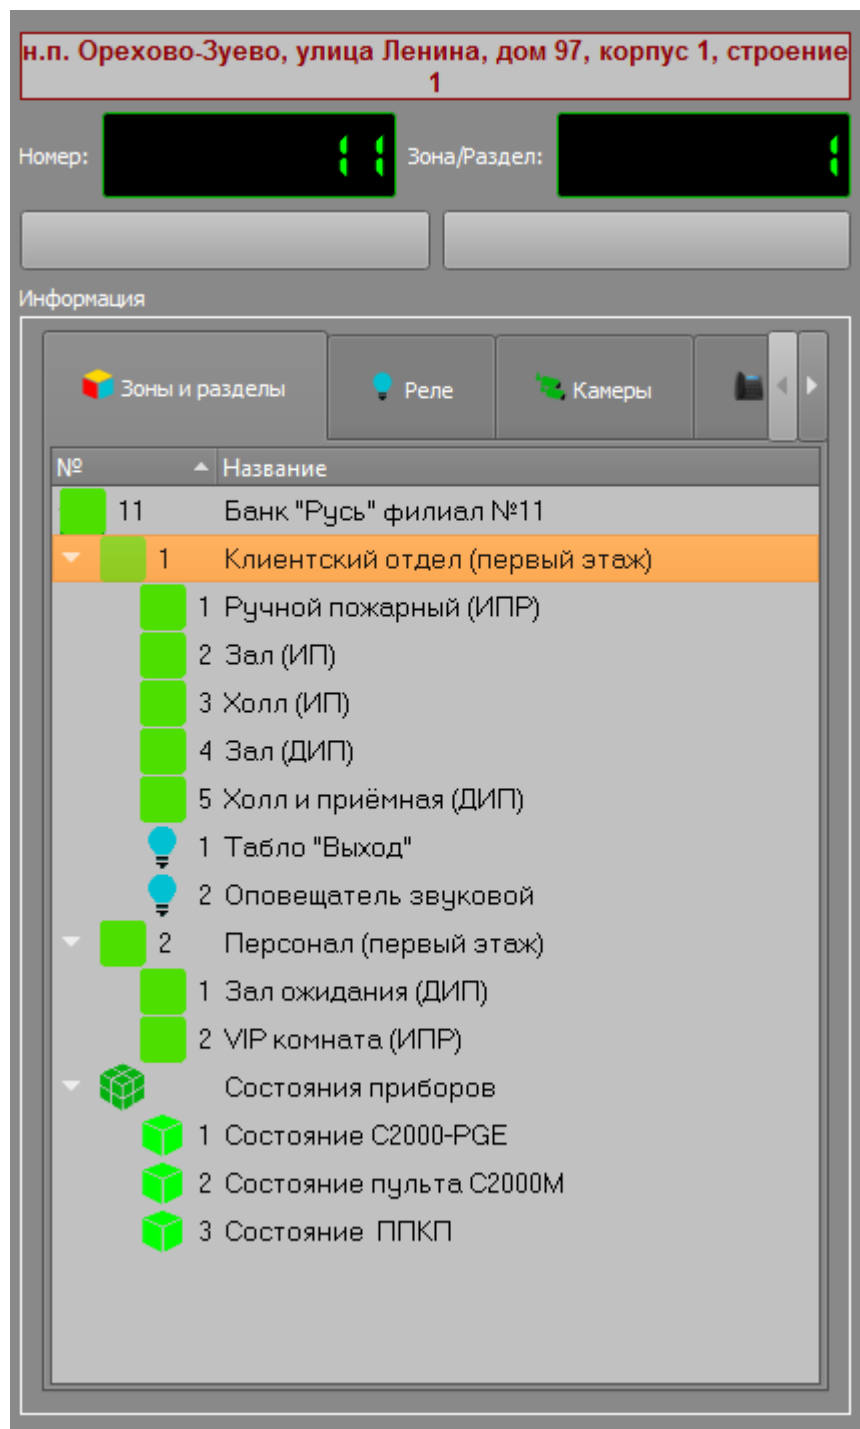 н.п. Орехово-Зуево, улица Ленина, дом 97, корпус 1, строение
1
Номер: 11 Зона/Раздел: 1
Информация
Зоны и разделы Реле Камеры
№ Название
11 Банк "Русь" филиал №11
1 Клиентский отдел (первый этаж)
1 Ручной пожарный (ИПР)
2 Зал (ИП)
3 Холл (ИП)
4 Зал (ДИП)
5 Холл и приёмная (ДИП)
1 Табло "Выход"
2 Оповещатель звуковой
2 Персонал (первый этаж)
1 Зал ожидания (ДИП)
2 VIP комната (ИПР)
Состояния приборов
1 Состояние С2000-PGE
2 Состояние пульта С2000М
3 Состояние ППКП